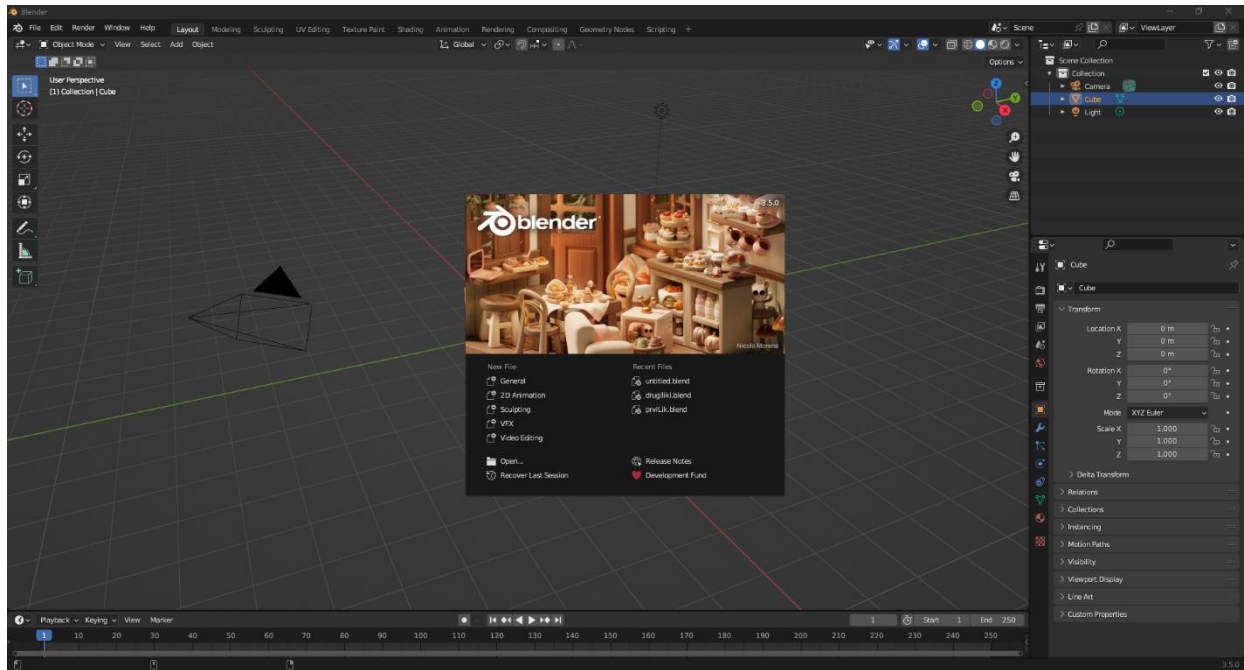 Blender
File Edit Render Window Help Layout Modeling Sculpting UV Editing Texture Paint Shading Animation Rendering Compositing Geometry Nodes Scripting + Scene ViewLayer
Object Mode View Select Add Object Global
Options
User Perspective
(1) Collection | Cube
Scene Collection
Collection
Camera
Cube
Light
blender
3.5.0
Nicole Morena
New File
General
2D Animation
Sculpting
VFX
Video Editing
Open...
Recover Last Session
Recent Files
untitled.blend
drugilikl.blend
prviLik.blend
Release Notes
Development Fund
Z
Y
X
Cube
Cube
Transform
Location X 0 m
Y 0 m
Z 0 m
Rotation X 0°
Y 0°
Z 0°
Mode XYZ Euler
Scale X 1.000
Y 1.000
Z 1.000
Delta Transform
Relations
Collections
Instancing
Motion Paths
Visibility
Viewport Display
Line Art
Custom Properties
Playback Keying View Marker 1 Start 1 End 250
1 10 20 30 40 50 60 70 80 90 100 110 120 130 140 150 160 170 180 190 200 210 220 230 240 250
3.5.0